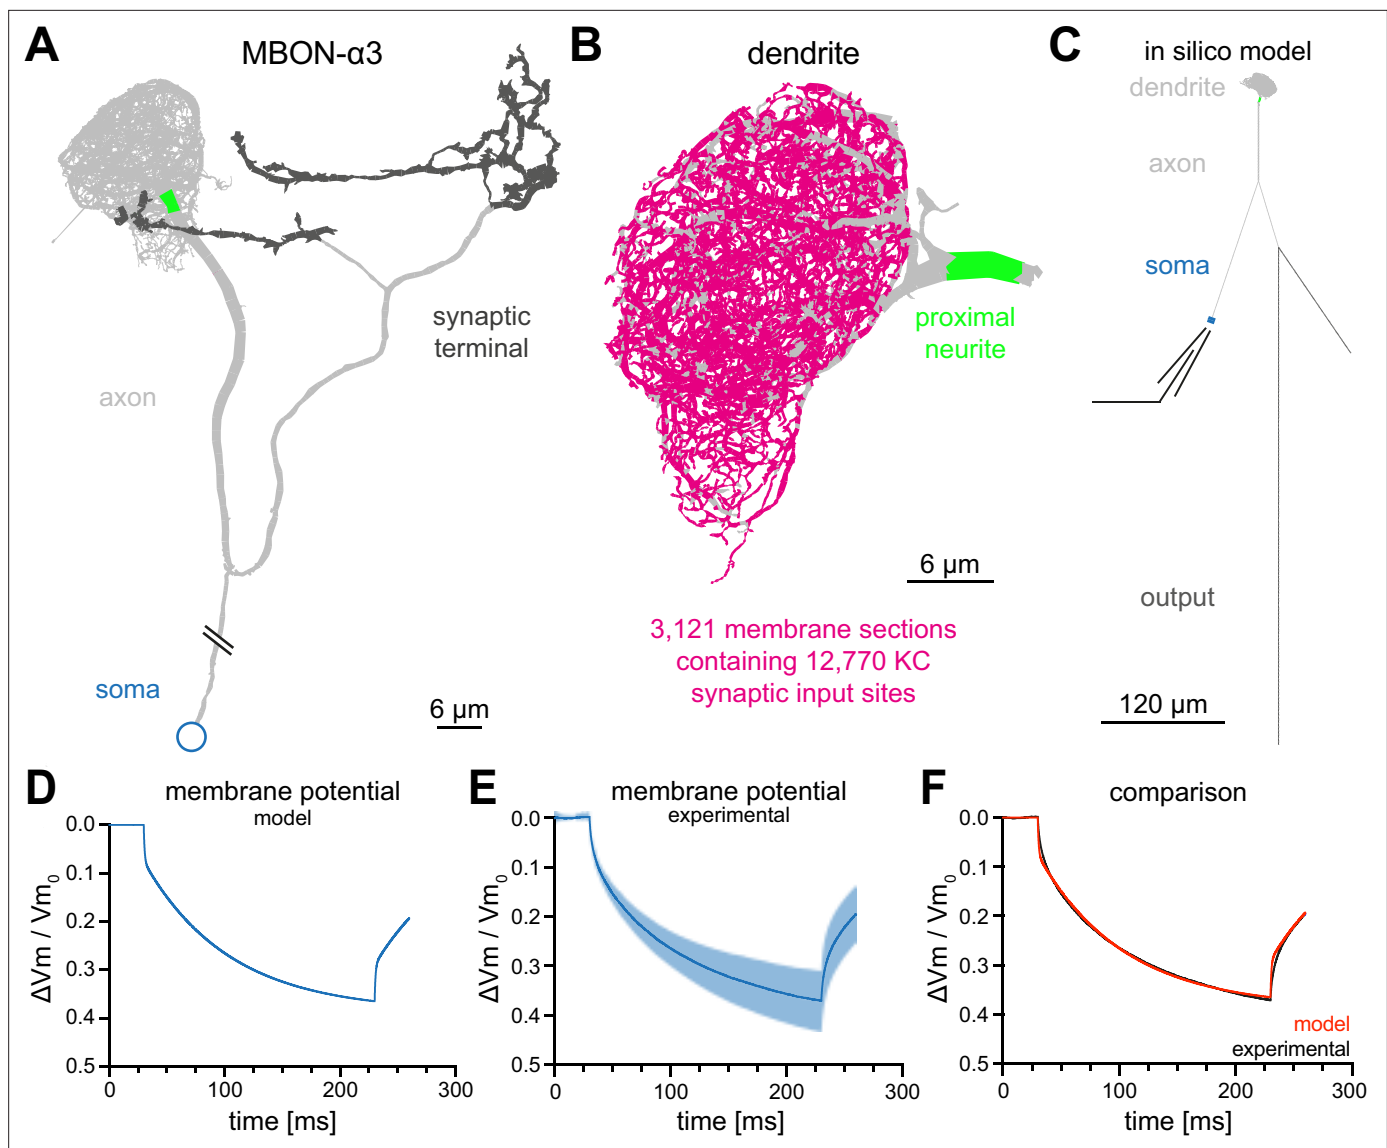 A
MBON-α3
synaptic
terminal
axon
soma
6 µm
B
dendrite
proximal
neurite
6 µm
3,121 membrane sections
containing 12,770 KC
synaptic input sites
C
in silico model
dendrite
axon
soma
output
120 µm
D
membrane potential
model
0.0
0.1
0.2
0.3
0.4
0.5
ΔVm / Vm0
0
100
200
300
time [ms]
E
membrane potential
experimental
0.0
0.1
0.2
0.3
0.4
0.5
ΔVm / Vm0
0
100
200
300
time [ms]
F
comparison
0.0
0.1
0.2
0.3
0.4
0.5
ΔVm / Vm0
model
experimental
0
100
200
300
time [ms]